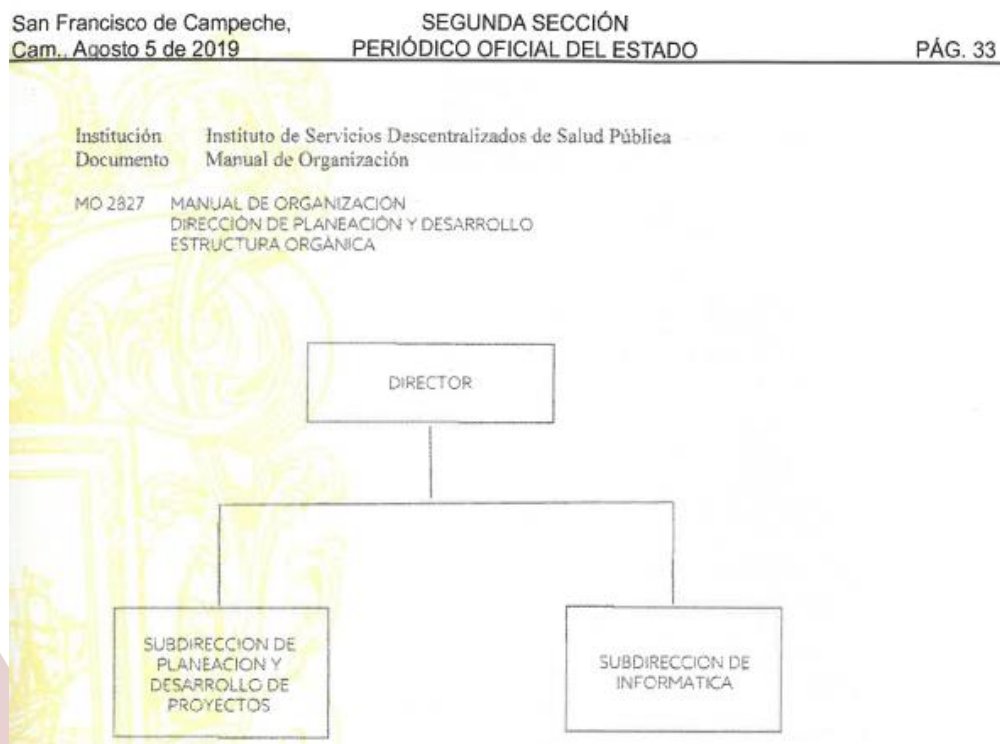 San Francisco de Campeche,
Cam., Agosto 5 de 2019
SEGUNDA SECCIÓN
PERIÓDICO OFICIAL DEL ESTADO
PÁG. 33
Institución Instituto de Servicios Descentralizados de Salud Pública
Documento Manual de Organización
MO 2827 MANUAL DE ORGANIZACION
DIRECCIÓN DE PLANEACIÓN Y DESARROLLO
ESTRUCTURA ORGÁNICA
DIRECTOR
SUBDIRECCION DE
PLANEACION Y
DESARROLLO DE
PROYECTOS
SUBDIRECCION DE
INFORMATICA